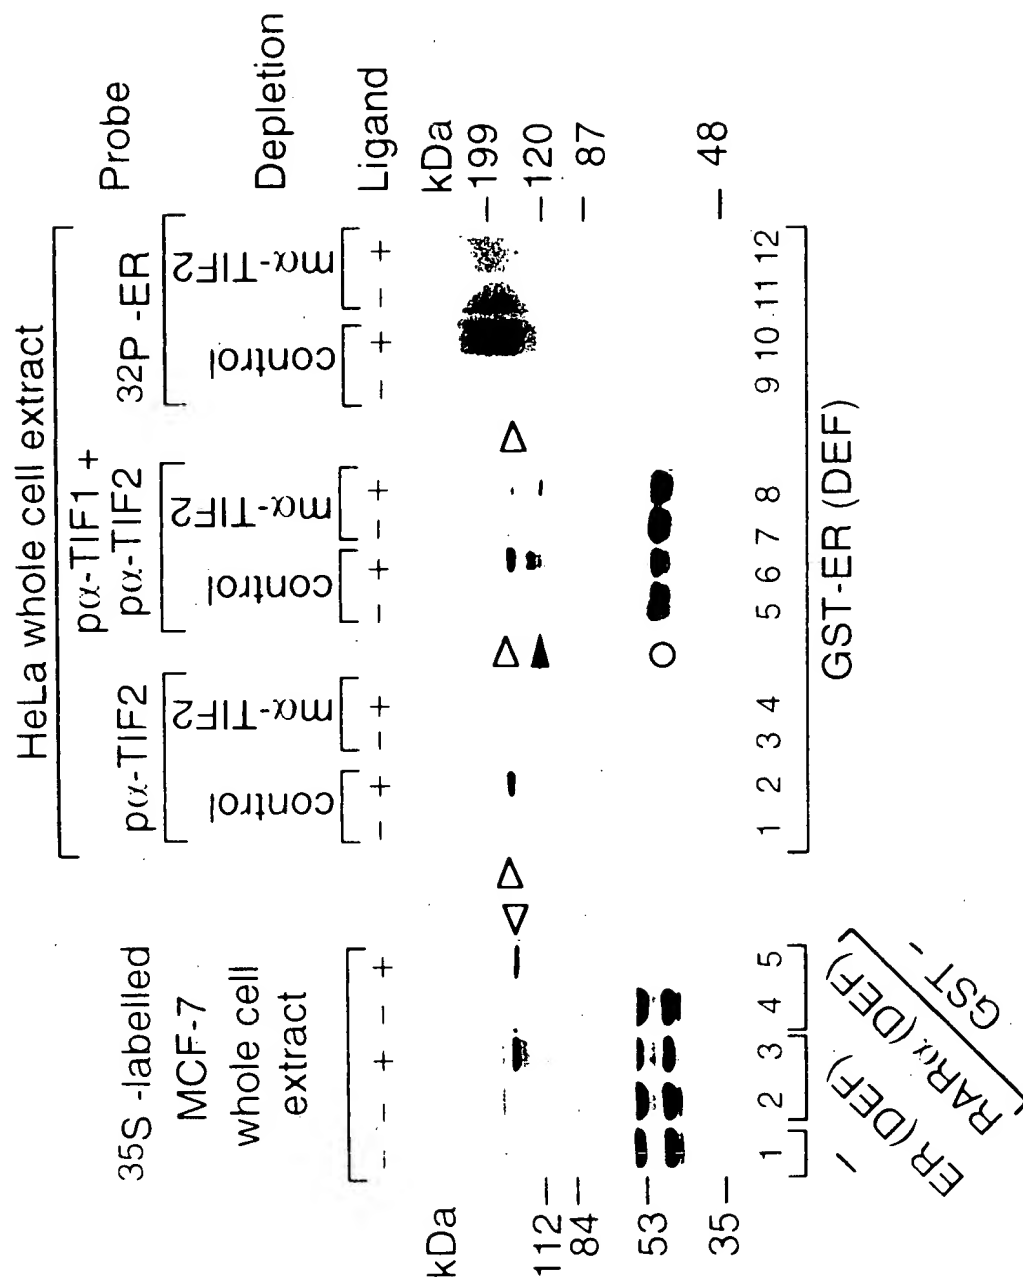 HeLa whole cell extract
pα-TIF2
pα-TIF1 +
pα-TIF2
32P -ER
Probe
control
mα-TIF2
control
mα-TIF2
control
mα-TIF2
Depletion
- + - + - + - + - + - +
Ligand
kDa
-199
-120
- 87
- 48
1 2 3 4 5 6 7 8 9 10 11 12
GST-ER (DEF)
35S -labelled
MCF-7
whole cell
extract
- - + - +
kDa
112-
84-
53-
35-
1 2 3 4 5
-
ER (DEF)
RARα (DEF)
GST -